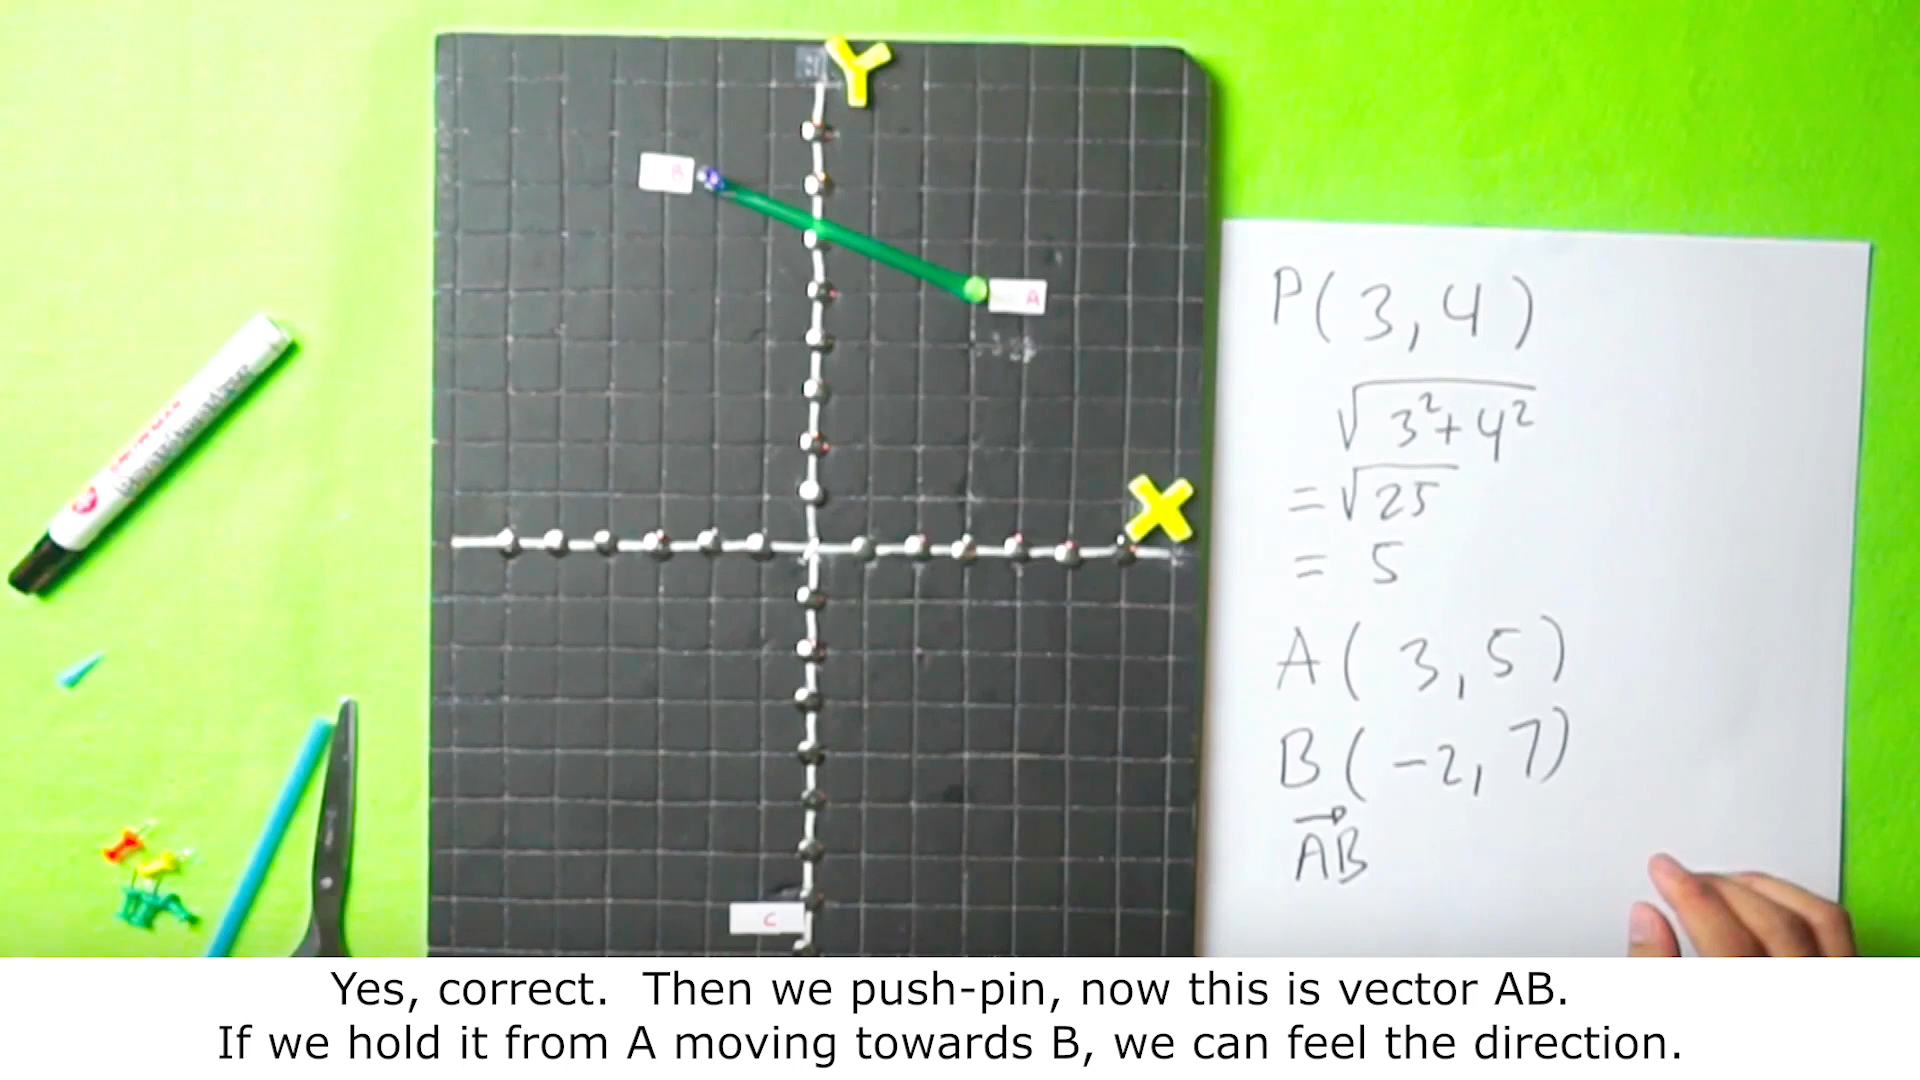 Y
B
A
X
C
P(3,4)
√3²+4²
=√25
= 5
A(3,5)
B(-2,7)
A⃗B⃗
Yes, correct.  Then we push-pin, now this is vector AB.
If we hold it from A moving towards B, we can feel the direction.